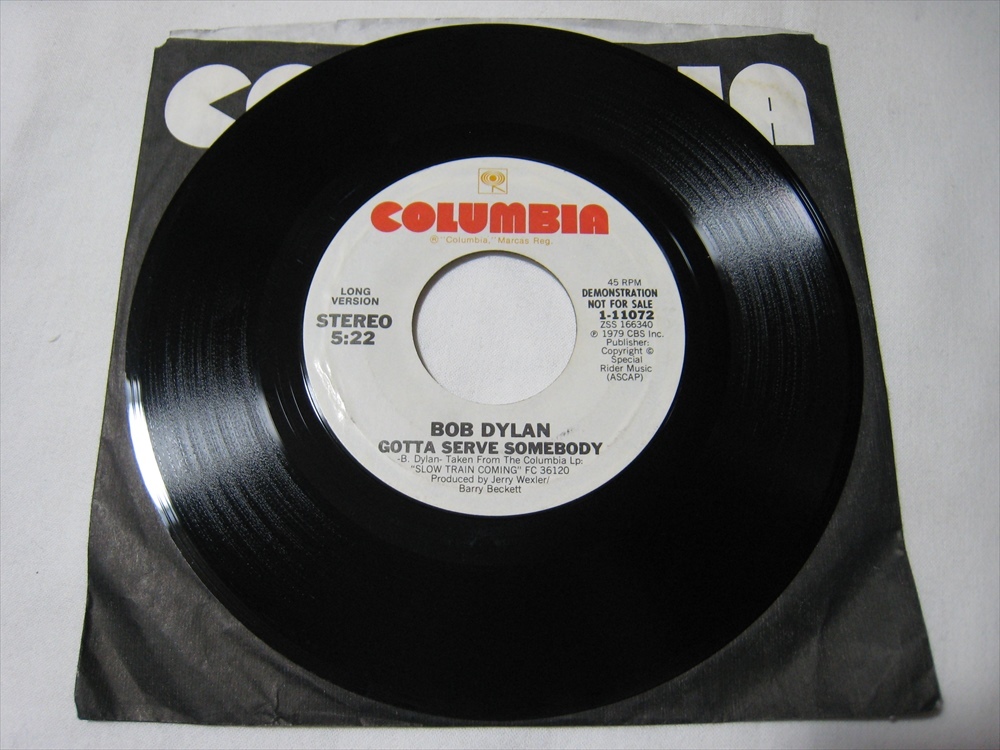 COLUMBIA
® "Columbia," Marcas Reg.
LONG
VERSION
STEREO
5:22
45 RPM
DEMONSTRATION
NOT FOR SALE
1-11072
ZSS 166340
℗ 1979 CBS Inc.
Publisher:
Copyright ©
Special
Rider Music
(ASCAP)
BOB DYLAN
GOTTA SERVE SOMEBODY
-B. Dylan- Taken From The Columbia Lp:
"SLOW TRAIN COMING" FC 36120
Produced by Jerry Wexler/
Barry Beckett